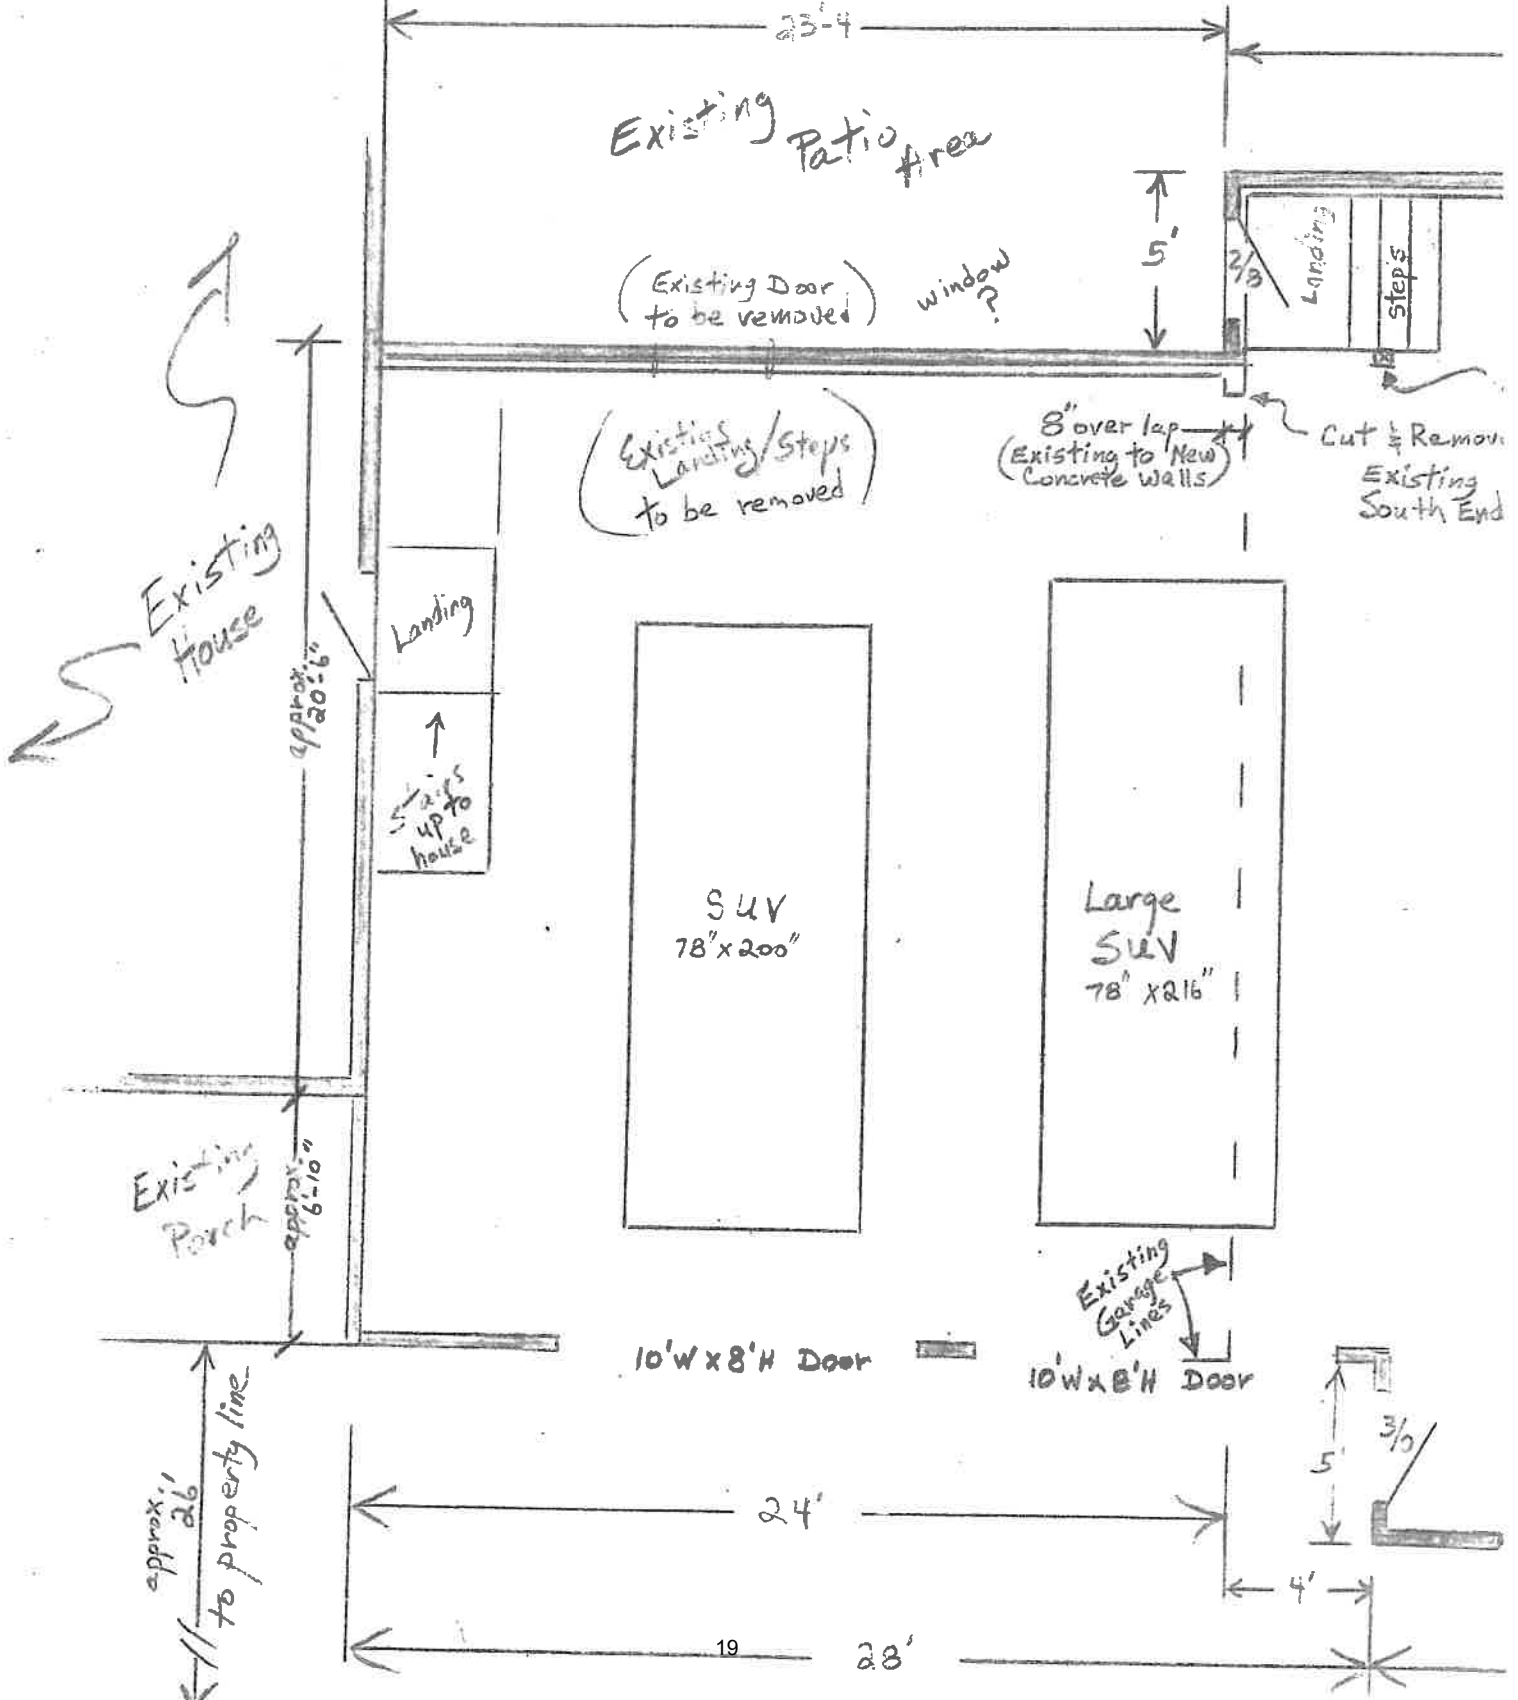 23'-4
Existing Patio Area
5'
2/8
Landing
steps
(Existing Door
to be removed)
window
?
(Existing
Landing/Steps
to be removed)
8" over lap
(Existing to New
Concrete Walls)
Cut & Remov
Existing
South End
Existing
House
approx.
20'-6"
Landing
Stairs
up to
house
SUV
78" x 200"
Large
SUV
78" x 216"
Existing
Porch
approx.
6'-10"
Existing
Garage
Lines
10'W x 8'H Door
10'W x 8'H Door
approx.
26'
to property line
3/0
5'
24'
4'
19
28'